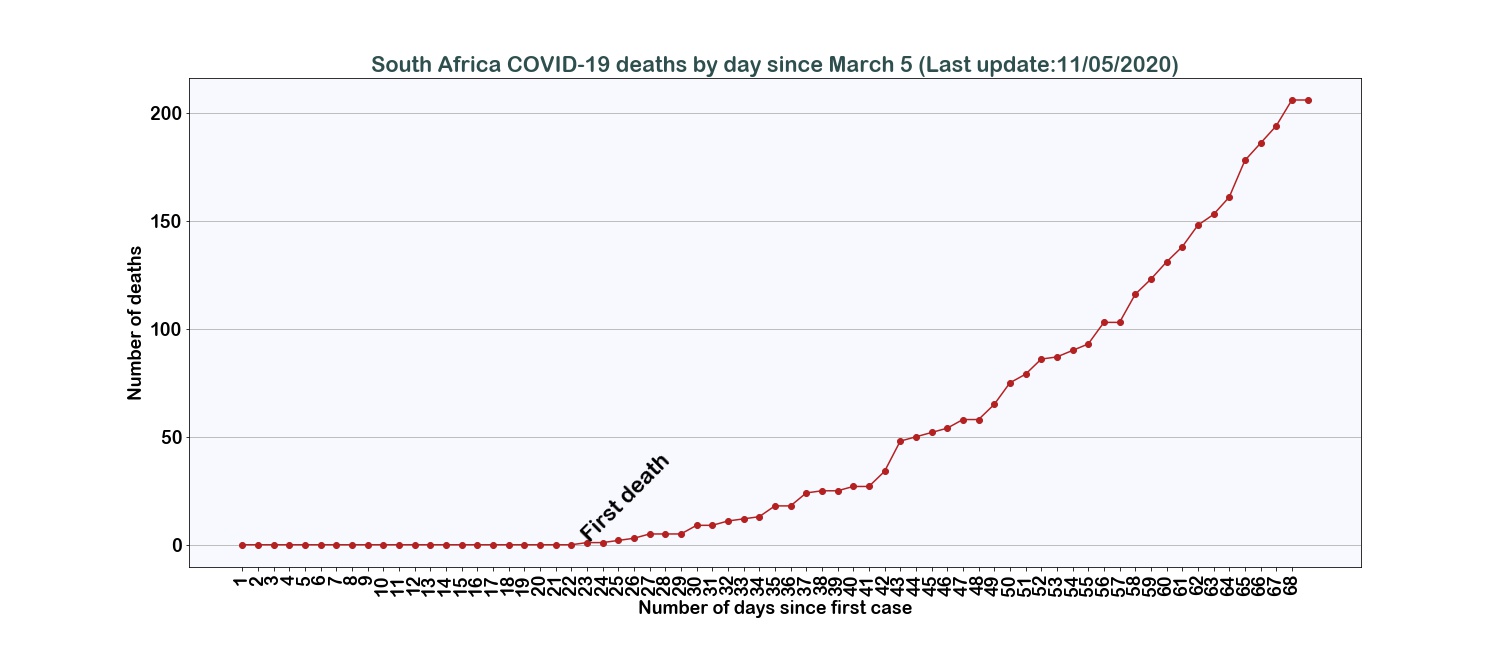 South Africa COVID-19 deaths by day since March 5 (Last update:11/05/2020)
200
150
100
50
0
Number of deaths
First death
1 2 3 4 5 6 7 8 9 10 11 12 13 14 15 16 17 18 19 20 21 22 23 24 25 26 27 28 29 30 31 32 33 34 35 36 37 38 39 40 41 42 43 44 45 46 47 48 49 50 51 52 53 54 55 56 57 58 59 60 61 62 63 64 65 66 67 68
Number of days since first case